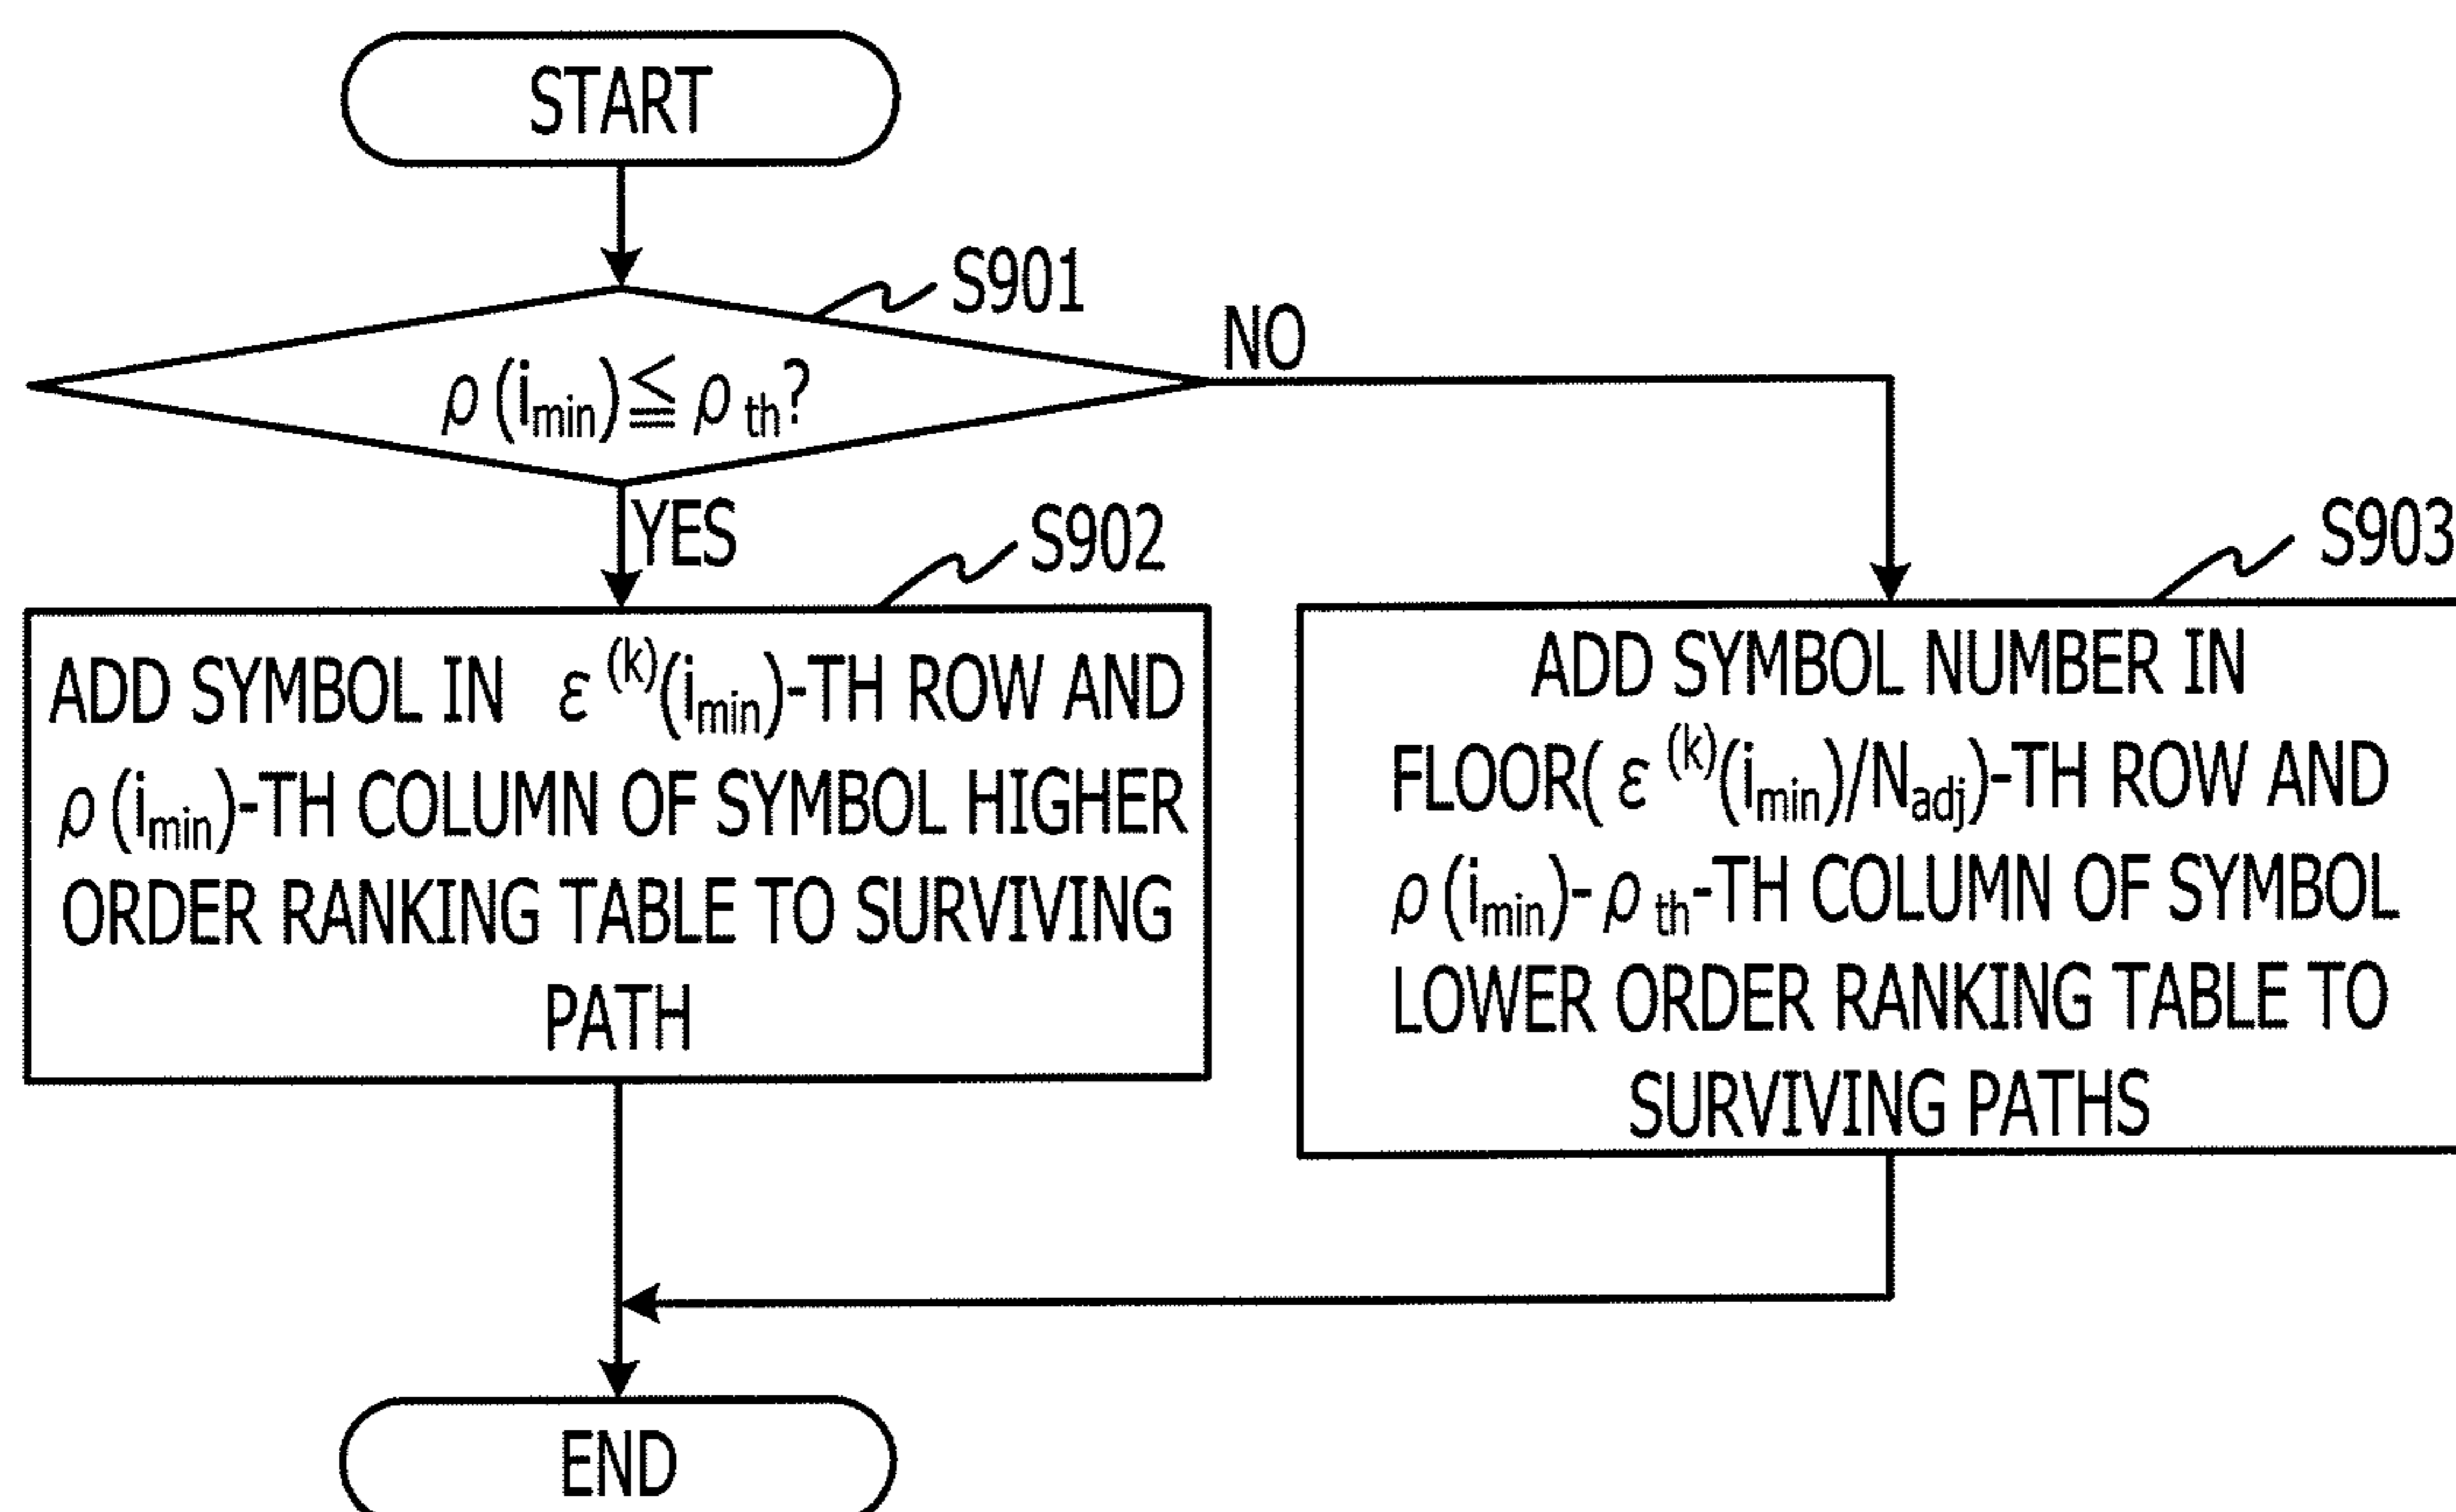 START
S901
ρ(i_min)≦ρ_th?
NO
YES
S902
S903
ADD SYMBOL IN ε^(k)(i_min)-TH ROW AND
ρ(i_min)-TH COLUMN OF SYMBOL HIGHER
ORDER RANKING TABLE TO SURVIVING
PATH
ADD SYMBOL NUMBER IN
FLOOR(ε^(k)(i_min)/N_adj)-TH ROW AND
ρ(i_min)-ρ_th-TH COLUMN OF SYMBOL
LOWER ORDER RANKING TABLE TO
SURVIVING PATHS
END